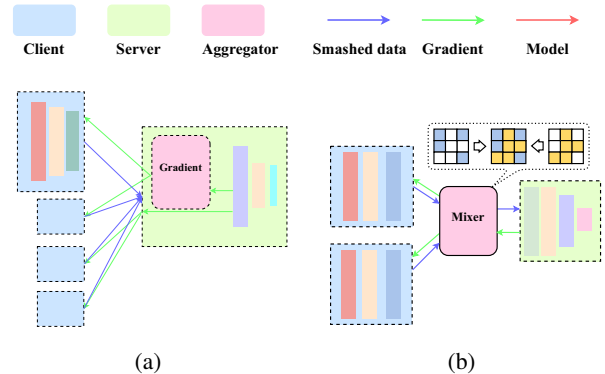 Client Server Aggregator Smashed data Gradient Model
Gradient
Mixer
(a) (b)